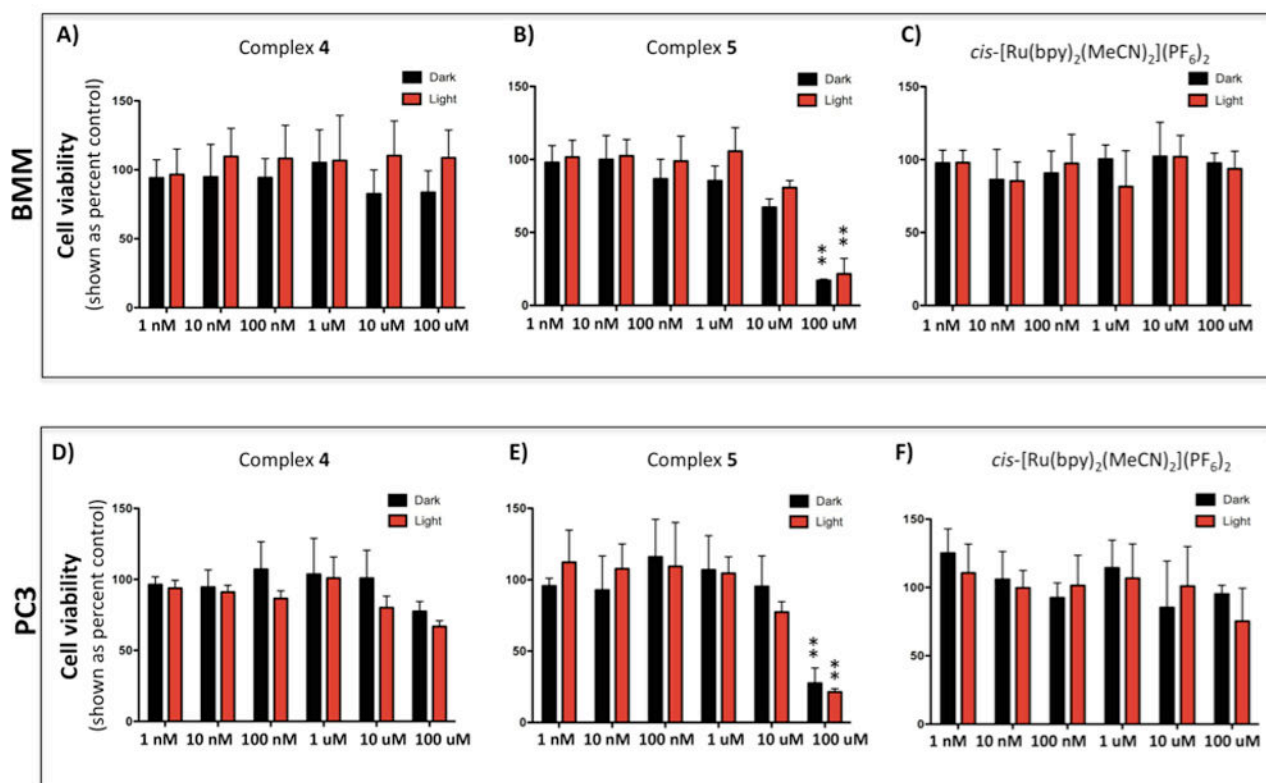 BMM
Cell viability
(shown as percent control)
A)
Complex 4
Dark
Light
150
100
50
0
1 nM 10 nM 100 nM 1 uM 10 uM 100 uM
B)
Complex 5
Dark
Light
150
100
50
0
**
**
1 nM 10 nM 100 nM 1 uM 10 uM 100 uM
C)
cis-[Ru(bpy)₂(MeCN)₂](PF₆)₂
Dark
Light
150
100
50
0
1 nM 10 nM 100 nM 1 uM 10 uM 100 uM
PC3
Cell viability
(shown as percent control)
D)
Complex 4
Dark
Light
150
100
50
0
1 nM 10 nM 100 nM 1 uM 10 uM 100 uM
E)
Complex 5
Dark
Light
150
100
50
0
**
**
1 nM 10 nM 100 nM 1 uM 10 uM 100 uM
F)
cis-[Ru(bpy)₂(MeCN)₂](PF₆)₂
Dark
Light
150
100
50
0
1 nM 10 nM 100 nM 1 uM 10 uM 100 uM